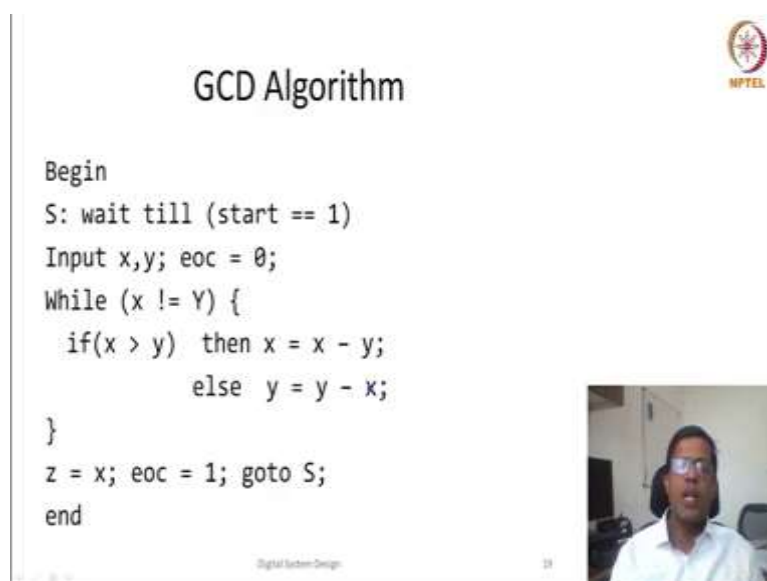 NPTEL
GCD Algorithm
Begin
S: wait till (start == 1)
Input x,y; eoc = 0;
While (x != Y) {
if(x > y) then x = x - y;
else y = y - x;
}
z = x; eoc = 1; goto S;
end
Digital System Design